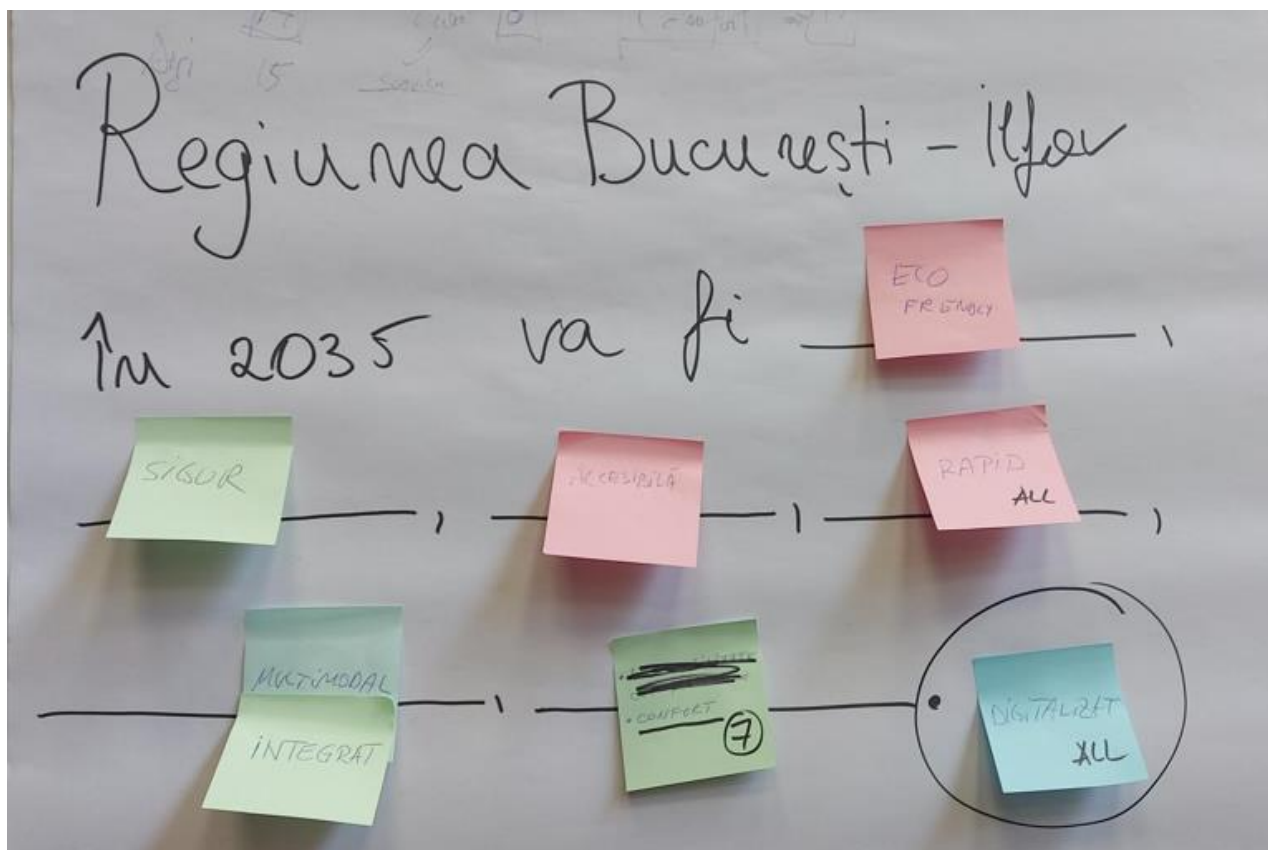 15
Regiunea București - Ilfov
în 2035 va fi
ECO
FRIENDLY
,
SIGUR
,
ACCESIBILĂ
,
RAPID
ALL
,
MULTIMODAL
INTEGRAT
,
• CONFORT
7
.
DIGITALIZAT
ALL